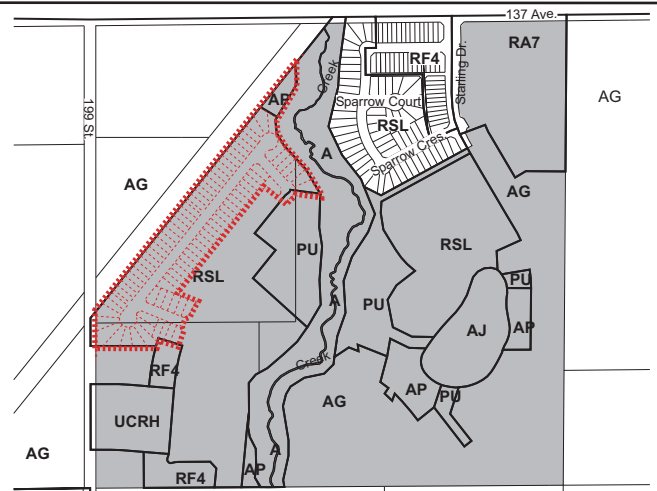 137 Ave.
RA7
RF4
Starling Dr.
Creek
AP
Sparrow Court
AG
199 St.
RSL
A
Sparrow Cres.
AG
AG
PU
RSL
RSL
PU
A
PU
AJ
AP
Creek
RF4
AG
AP
PU
UCRH
AG
A
AP
RF4